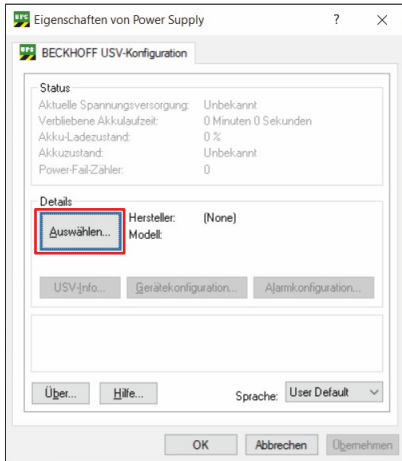 UPS Eigenschaften von Power Supply ? ×
UPS BECKHOFF USV-Konfiguration
Status
Aktuelle Spannungsversorgung: Unbekannt
Verbliebene Akkulaufzeit: 0 Minuten 0 Sekunden
Akku-Ladezustand: 0 %
Akkuzustand: Unbekannt
Power-Fail-Zähler: 0
Details
Auswählen... Hersteller: (None)
Modell:
USV-Info... Gerätekonfiguration... Alarmkonfiguration...
Über... Hilfe... Sprache: User Default
OK Abbrechen Übernehmen